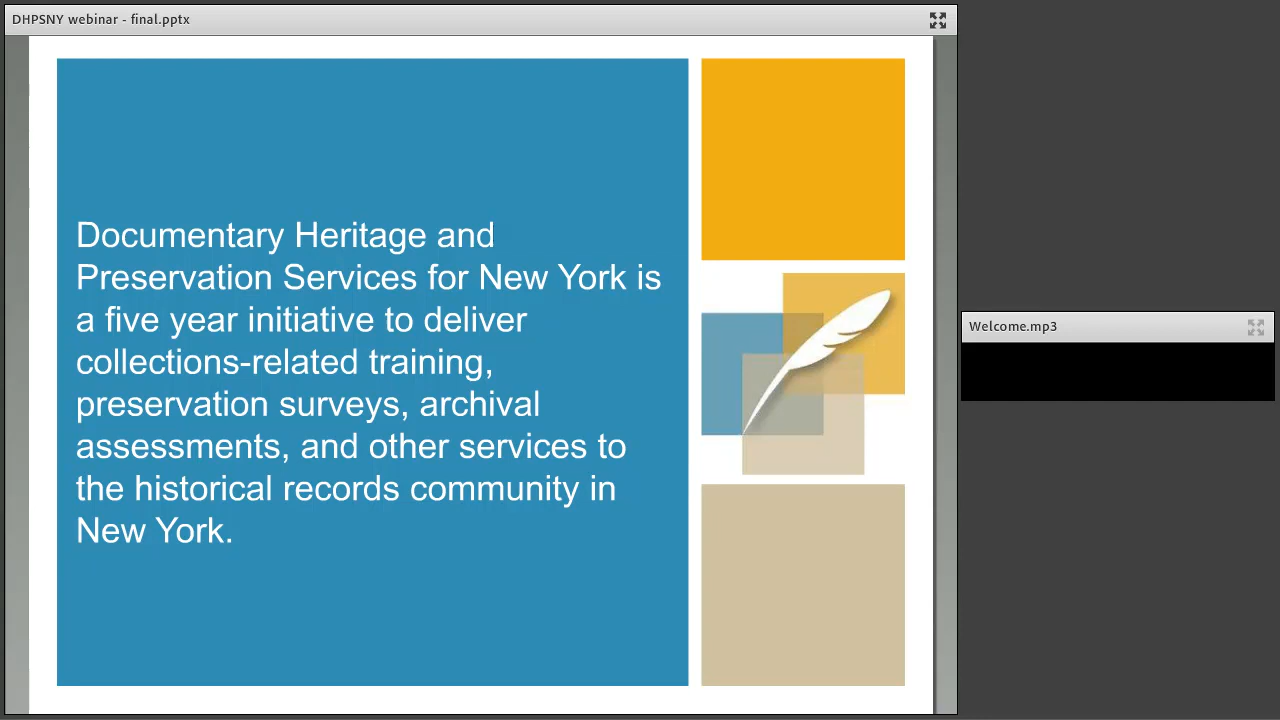 DHPSNY webinar - final.pptx
Documentary Heritage and
Preservation Services for New York is
a five year initiative to deliver
collections-related training,
preservation surveys, archival
assessments, and other services to
the historical records community in
New York.
Welcome.mp3